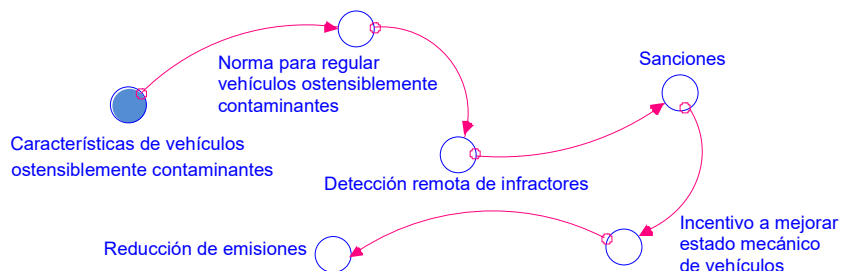 Norma para regular
vehículos ostensiblemente
contaminantes
Sanciones
Características de vehículos
ostensiblemente contaminantes
Detección remota de infractores
Incentivo a mejorar
estado mecánico
de vehículos
Reducción de emisiones